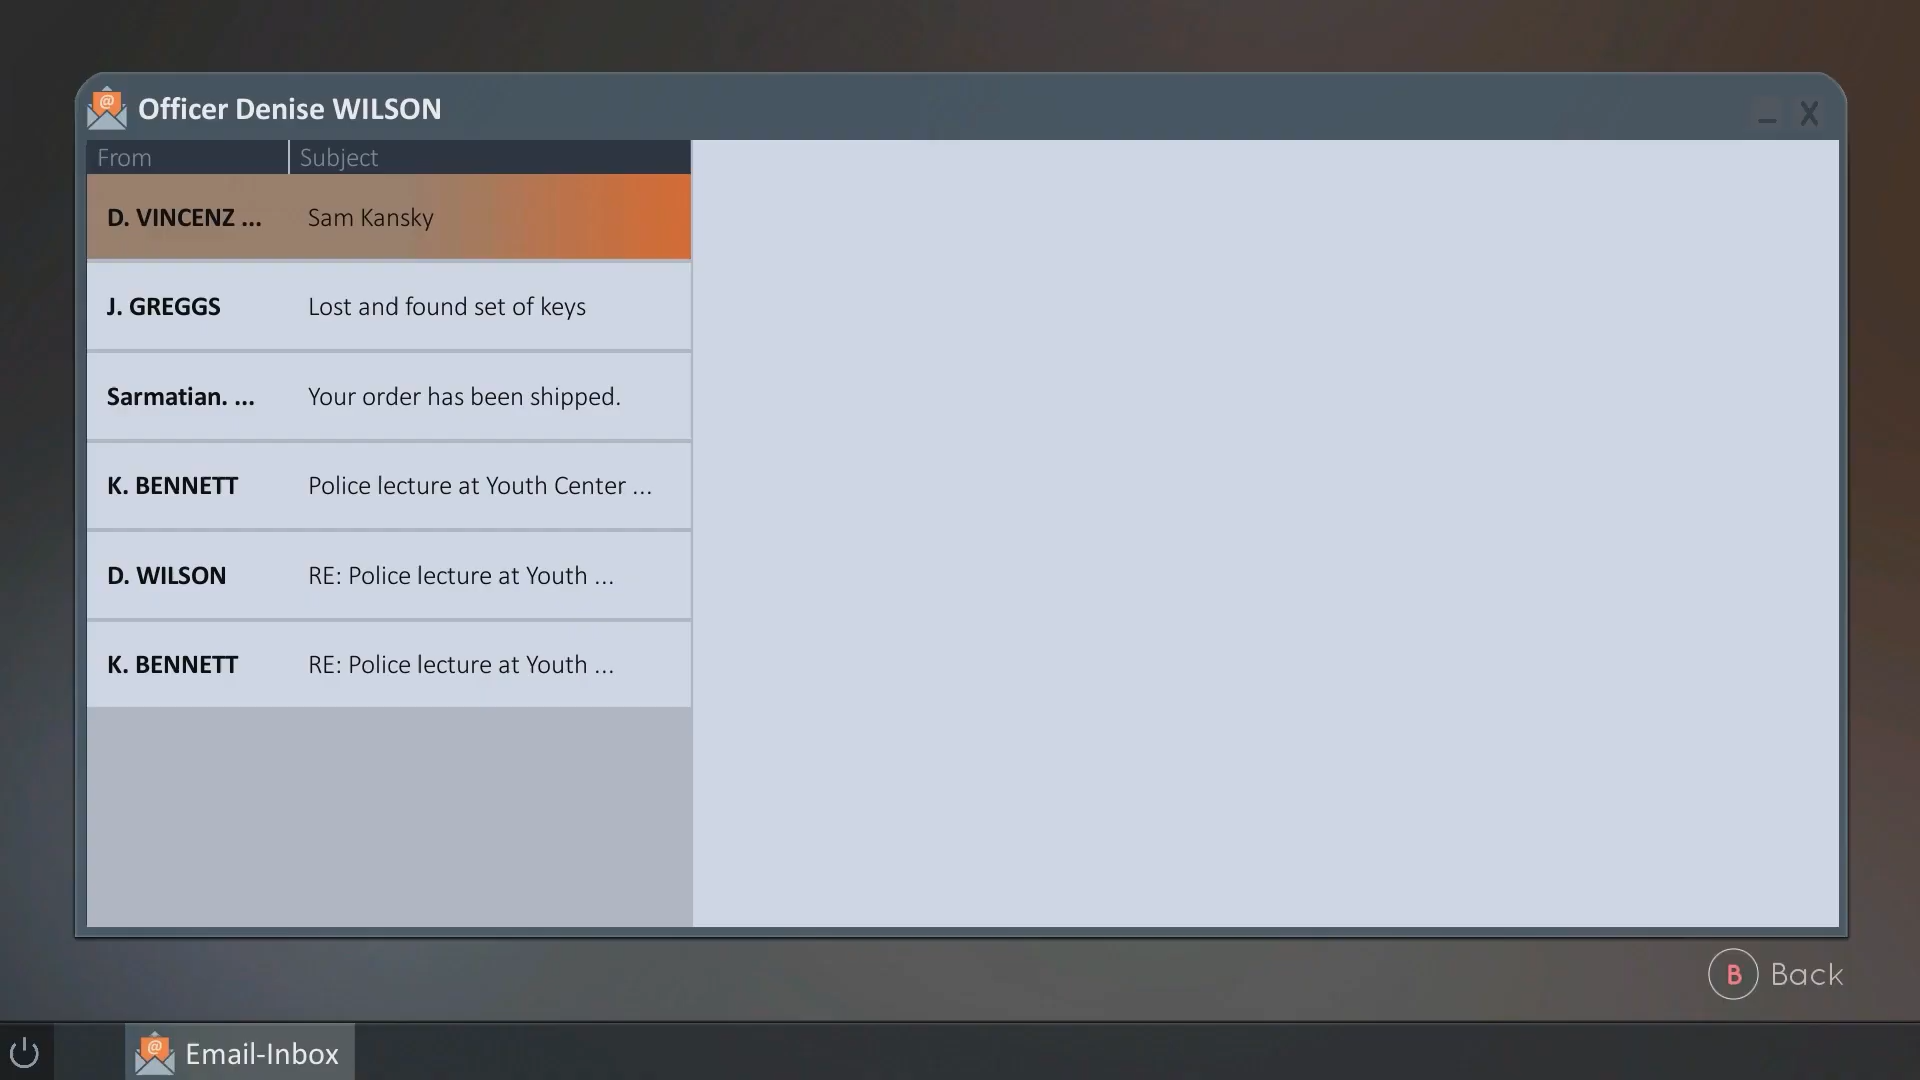 Officer Denise WILSON
From Subject
D. VINCENZ ... Sam Kansky
J. GREGGS Lost and found set of keys
Sarmatian. ... Your order has been shipped.
K. BENNETT Police lecture at Youth Center ...
D. WILSON RE: Police lecture at Youth ...
K. BENNETT RE: Police lecture at Youth ...
B Back
Email-Inbox